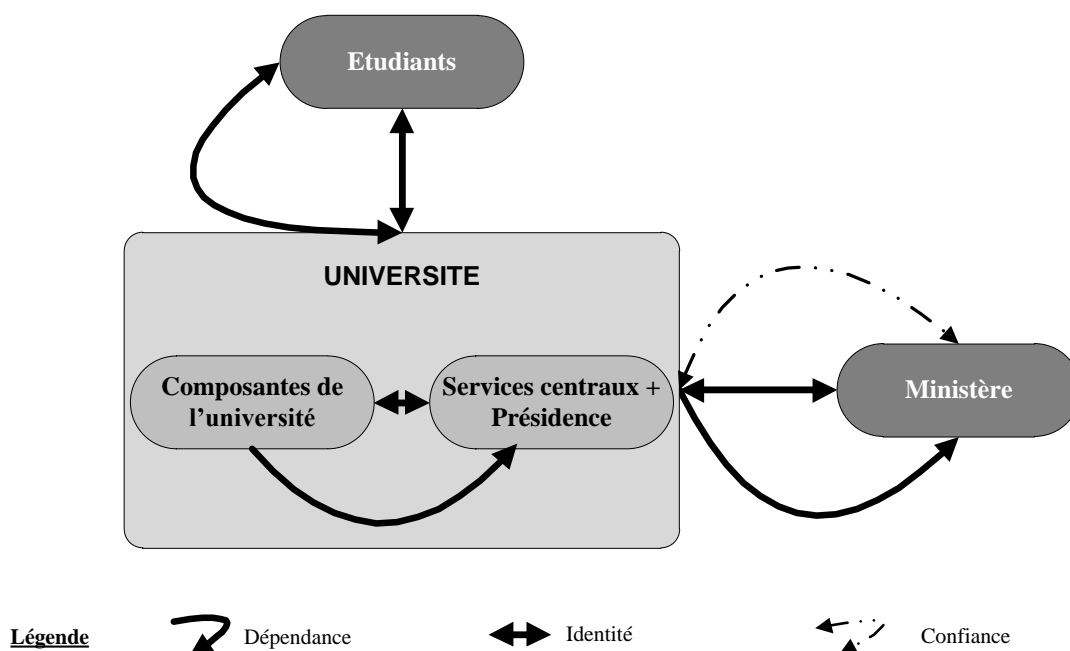 Etudiants
UNIVERSITE
Composantes de
l’université
Services centraux +
Présidence
Ministère
Légende
Dépendance
Identité
Confiance